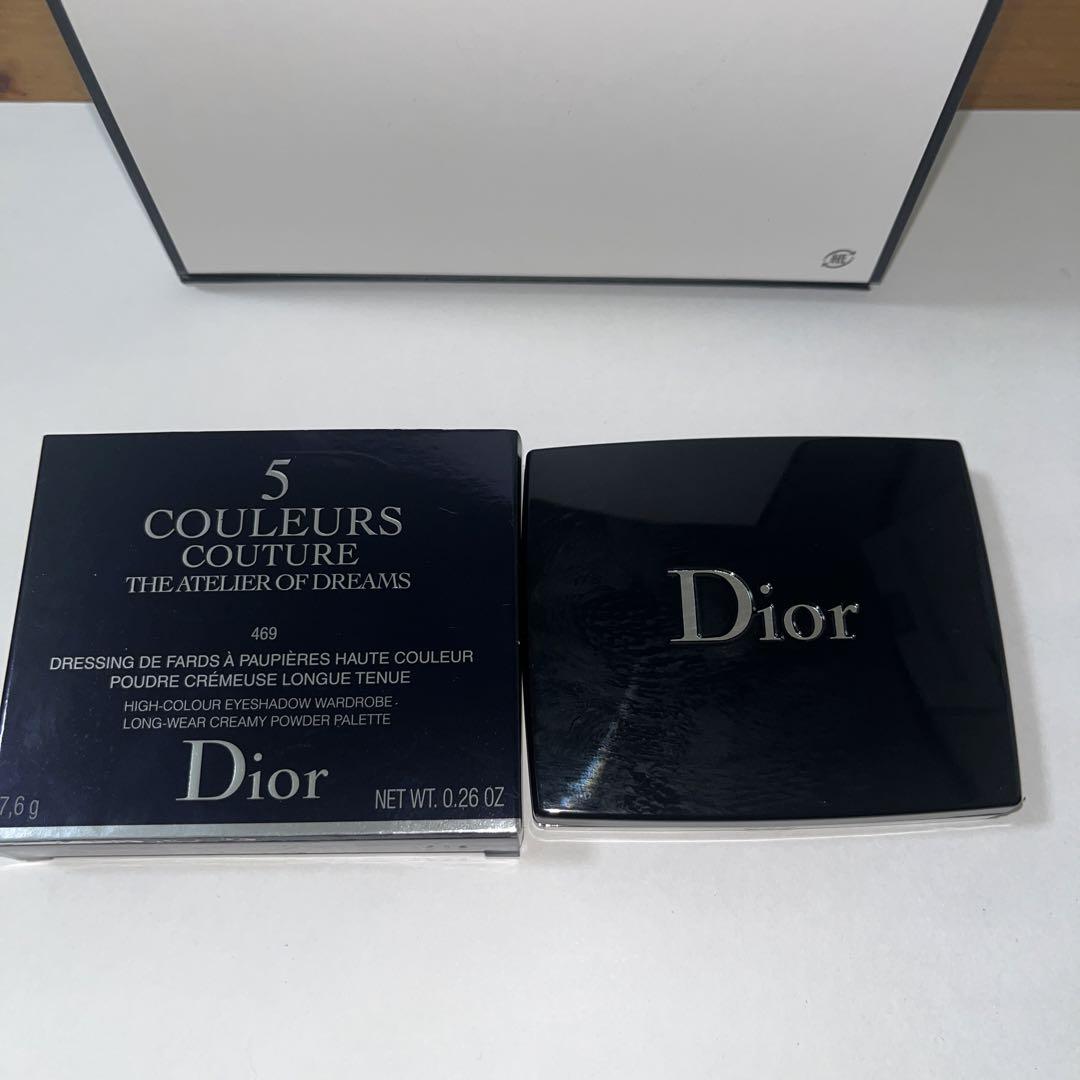 5
COULEURS
COUTURE
THE ATELIER OF DREAMS
469
DRESSING DE FARDS À PAUPIÈRES HAUTE COULEUR
POUDRE CRÉMEUSE LONGUE TENUE
HIGH-COLOUR EYESHADOW WARDROBE ·
LONG-WEAR CREAMY POWDER PALETTE
Dior
7,6 g
NET WT. 0.26 OZ
Dior